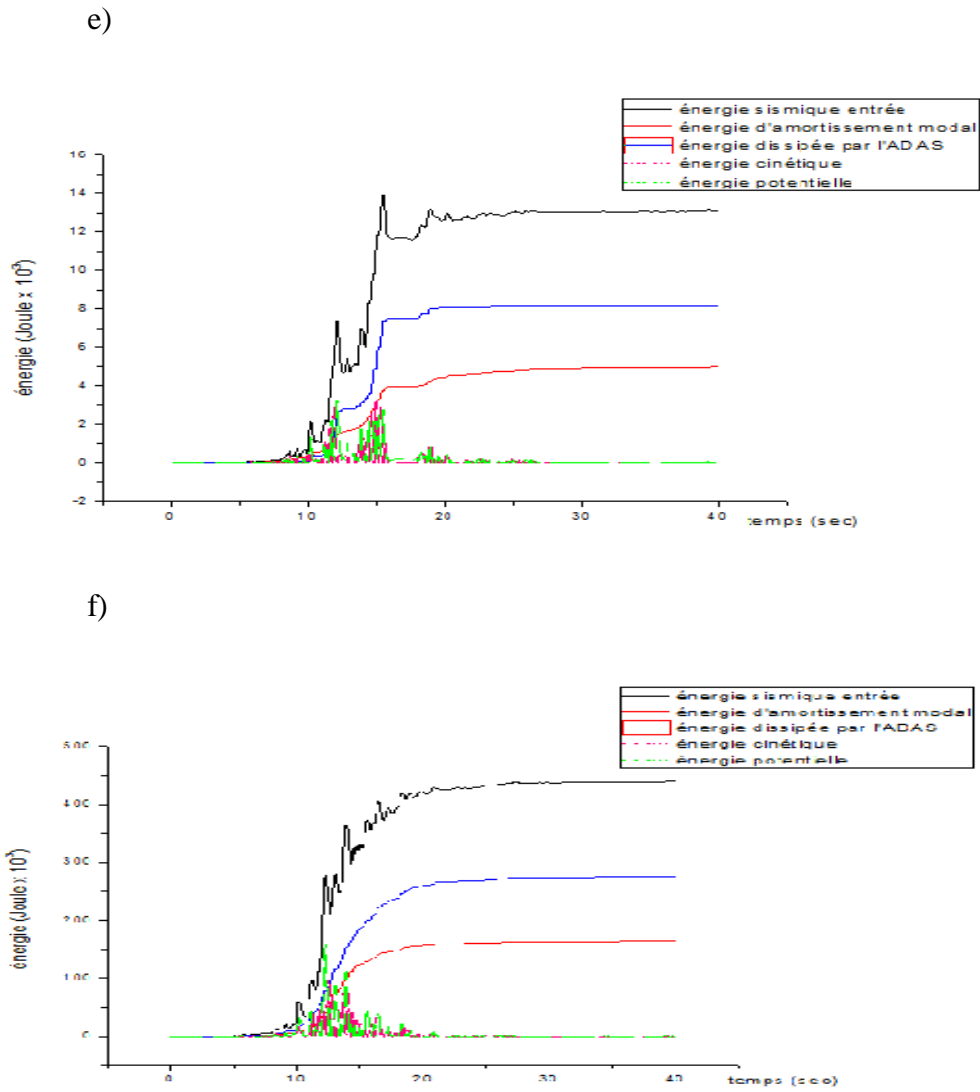 e)
énergie sismique entrée
énergie d'amortissement modal
énergie dissipée par l'ADAS
énergie cinétique
énergie potentielle
16
14
12
10
8
6
4
2
0
-2
énergie (Joule x 10³)
0 10 20 30 40
temps (sec)
f)
énergie sismique entrée
énergie d'amortissement modal
énergie dissipée par l'ADAS
énergie cinétique
énergie potentielle
500
400
300
200
100
0
énergie (Joule x 10³)
0 10 20 30 40
temps (sec)